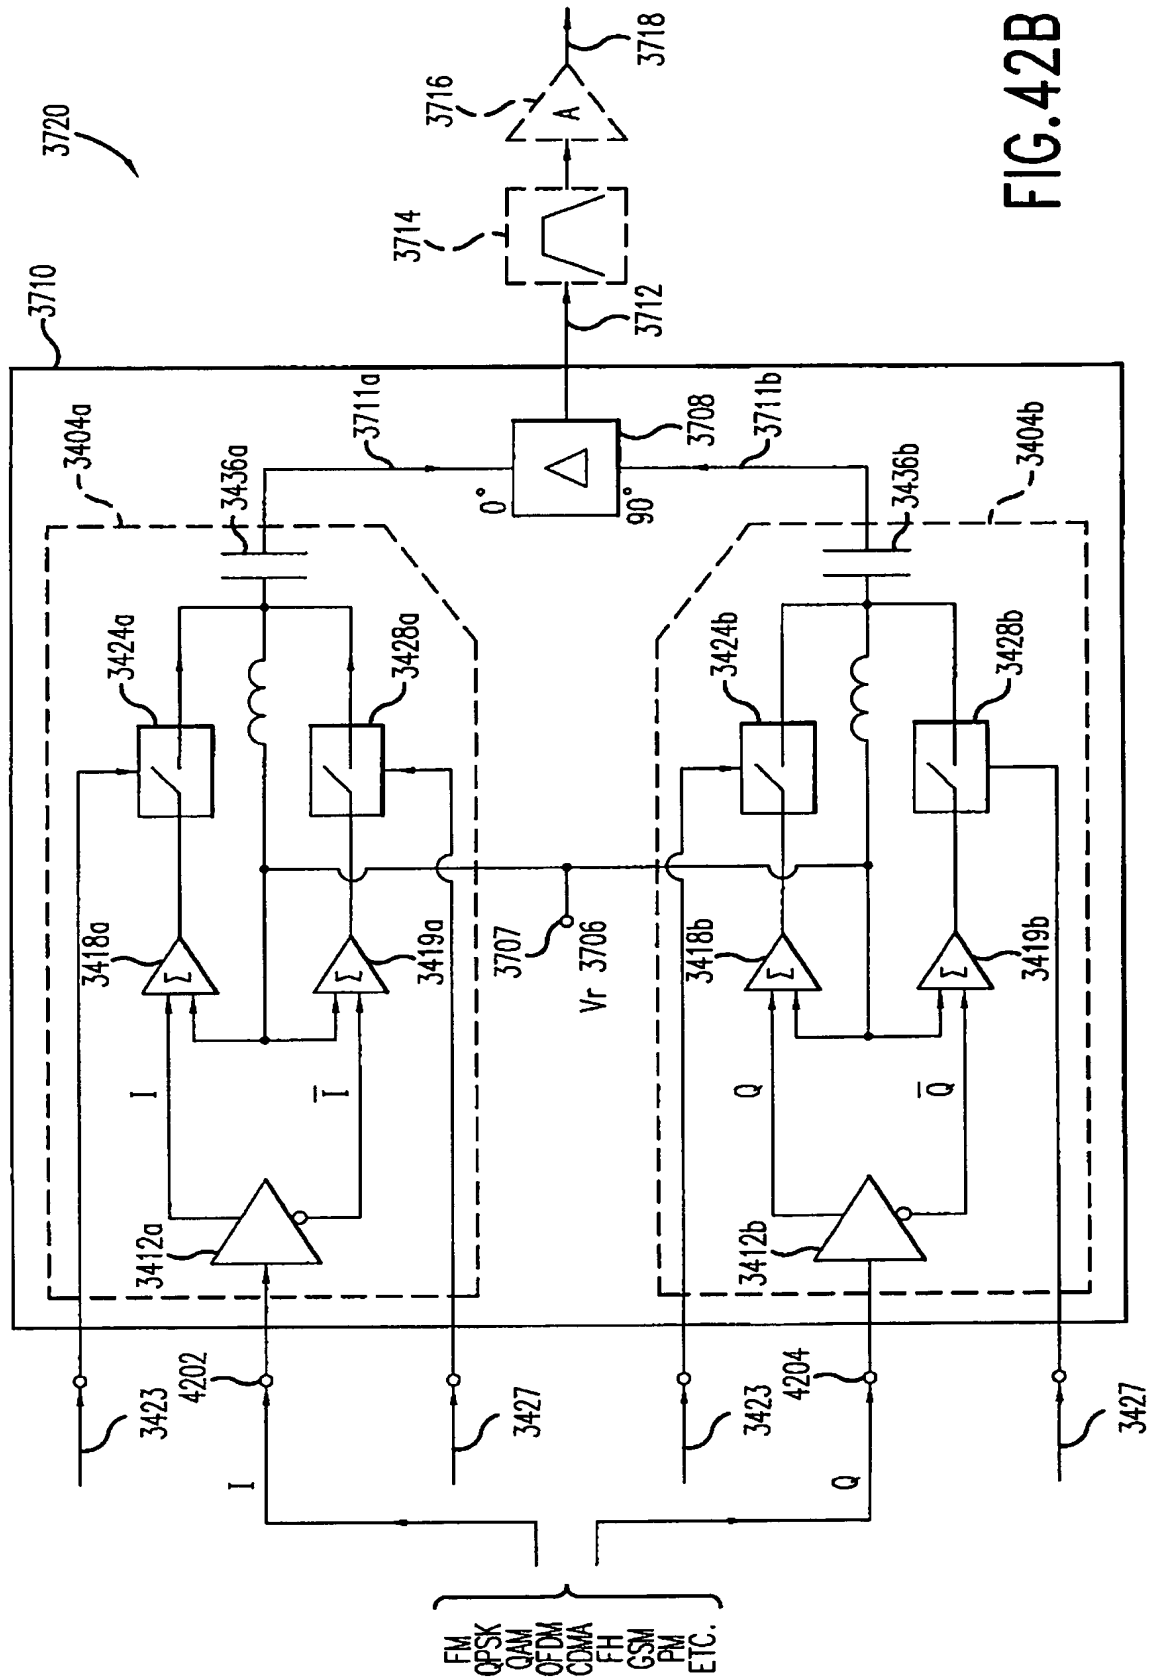 3720
3710
3404a
3424a
3436a
3418a
3428a
3419a
I
I̅
3412a
3711a
0°
90°
3708
3711b
3712
3714
3716
A
3718
3707
Vr 3706
3404b
3424b
3436b
3418b
3428b
3419b
Q
Q̅
3412b
Σ
Σ
Σ
Σ
Δ
3423
4202
3427
3423
4204
3427
I
Q
FM
QPSK
QAM
OFDM
CDMA
FH
GSM
PM
ETC.
FIG.42B